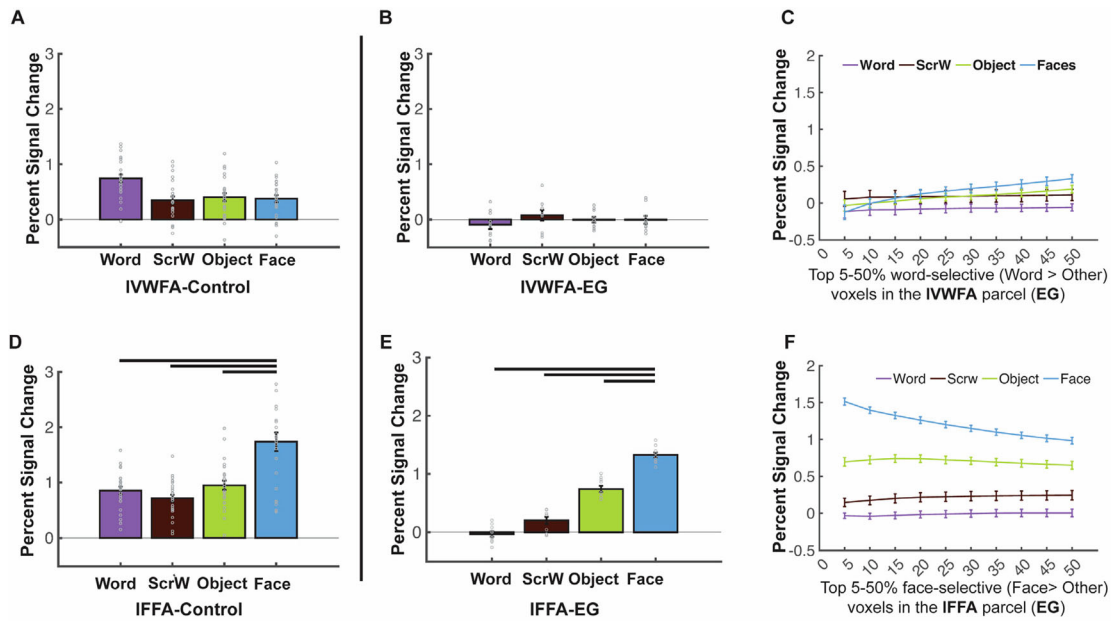 A
Percent Signal Change
3
2
1
0
Word ScrW Object Face
lVWFA-Control
B
Percent Signal Change
3
2
1
0
Word ScrW Object Face
lVWFA-EG
C
Percent Signal Change
2
1.5
1
0.5
0
-0.5
Word ScrW Object Faces
0 5 10 15 20 25 30 35 40 45 50
Top 5-50% word-selective (Word > Other)
voxels in the lVWFA parcel (EG)
D
Percent Signal Change
3
2
1
0
Word ScrW Object Face
lFFA-Control
E
Percent Signal Change
3
2
1
0
Word ScrW Object Face
lFFA-EG
F
Percent Signal Change
2
1.5
1
0.5
0
-0.5
Word Scrw Object Face
0 5 10 15 20 25 30 35 40 45 50
Top 5-50% face-selective (Face> Other)
voxels in the lFFA parcel (EG)